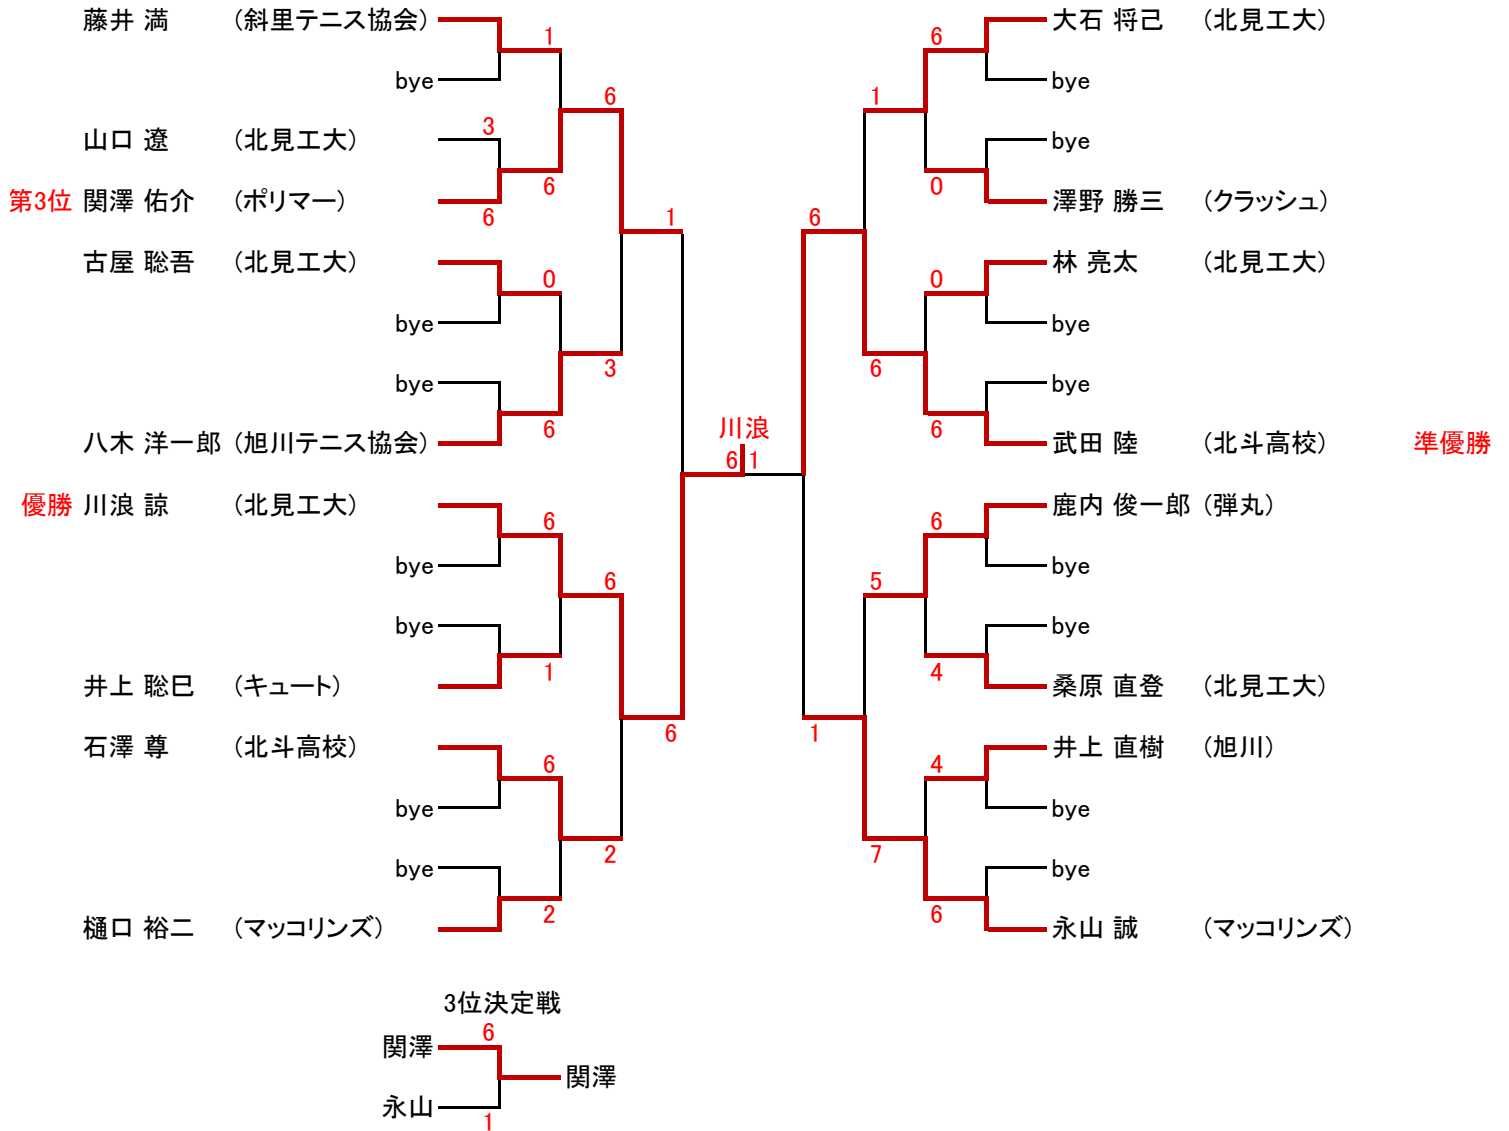 藤井 満 (斜里テニス協会)
1
bye
6
山口 遼 (北見工大)
3
第3位 関澤 佑介 (ポリマー)
6
6
1
古屋 聡吾 (北見工大)
0
bye
3
bye
八木 洋一郎 (旭川テニス協会)
6
優勝 川浪 諒 (北見工大)
6
bye
6
bye
井上 聡巳 (キュート)
1
6
石澤 尊 (北斗高校)
6
bye
2
bye
樋口 裕二 (マッコリンズ)
2
川浪
6 1
大石 将己 (北見工大)
6
bye
1
bye
澤野 勝三 (クラッシュ)
0
6
林 亮太 (北見工大)
0
bye
6
bye
武田 陸 (北斗高校) 準優勝
6
鹿内 俊一郎 (弾丸)
6
bye
5
bye
桑原 直登 (北見工大)
4
1
井上 直樹 (旭川)
4
bye
7
bye
永山 誠 (マッコリンズ)
6
3位決定戦
関澤
6
関澤
永山
1